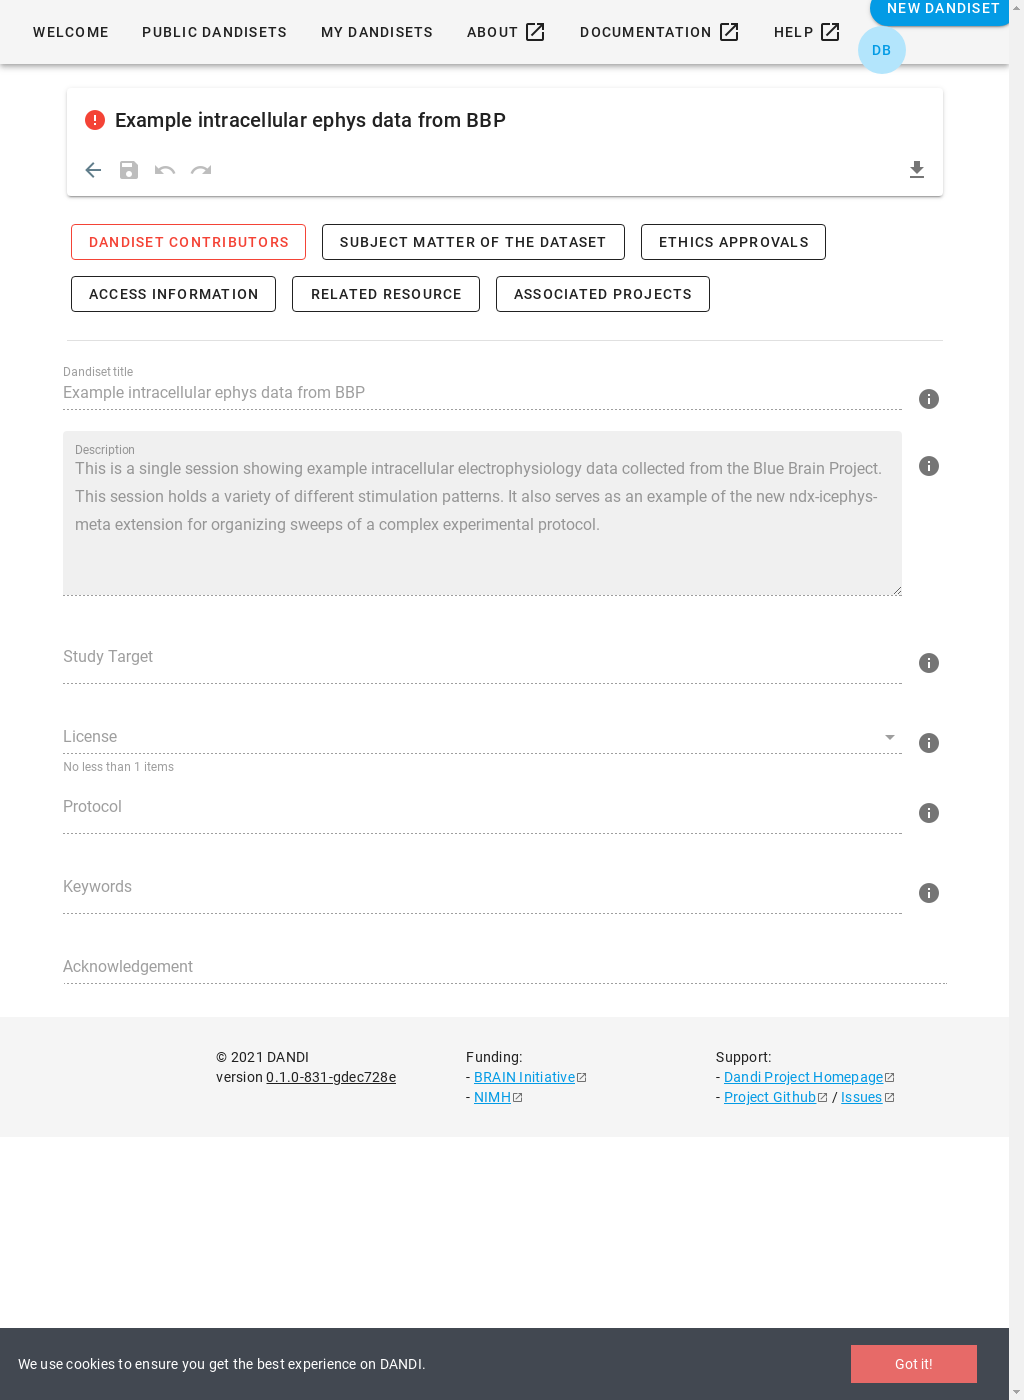 WELCOME
PUBLIC DANDISETS
MY DANDISETS
ABOUT
DOCUMENTATION
HELP
NEW DANDISET
DB
Example intracellular ephys data from BBP
DANDISET CONTRIBUTORS
SUBJECT MATTER OF THE DATASET
ETHICS APPROVALS
ACCESS INFORMATION
RELATED RESOURCE
ASSOCIATED PROJECTS
Dandiset title
Example intracellular ephys data from BBP
Description
This is a single session showing example intracellular electrophysiology data collected from the Blue Brain Project.
This session holds a variety of different stimulation patterns. It also serves as an example of the new ndx-icephys-
meta extension for organizing sweeps of a complex experimental protocol.
Study Target
License
No less than 1 items
Protocol
Keywords
Acknowledgement
© 2021 DANDI
version 0.1.0-831-gdec728e
Funding:
- BRAIN Initiative
- NIMH
Support:
- Dandi Project Homepage
- Project Github / Issues
We use cookies to ensure you get the best experience on DANDI.
Got it!